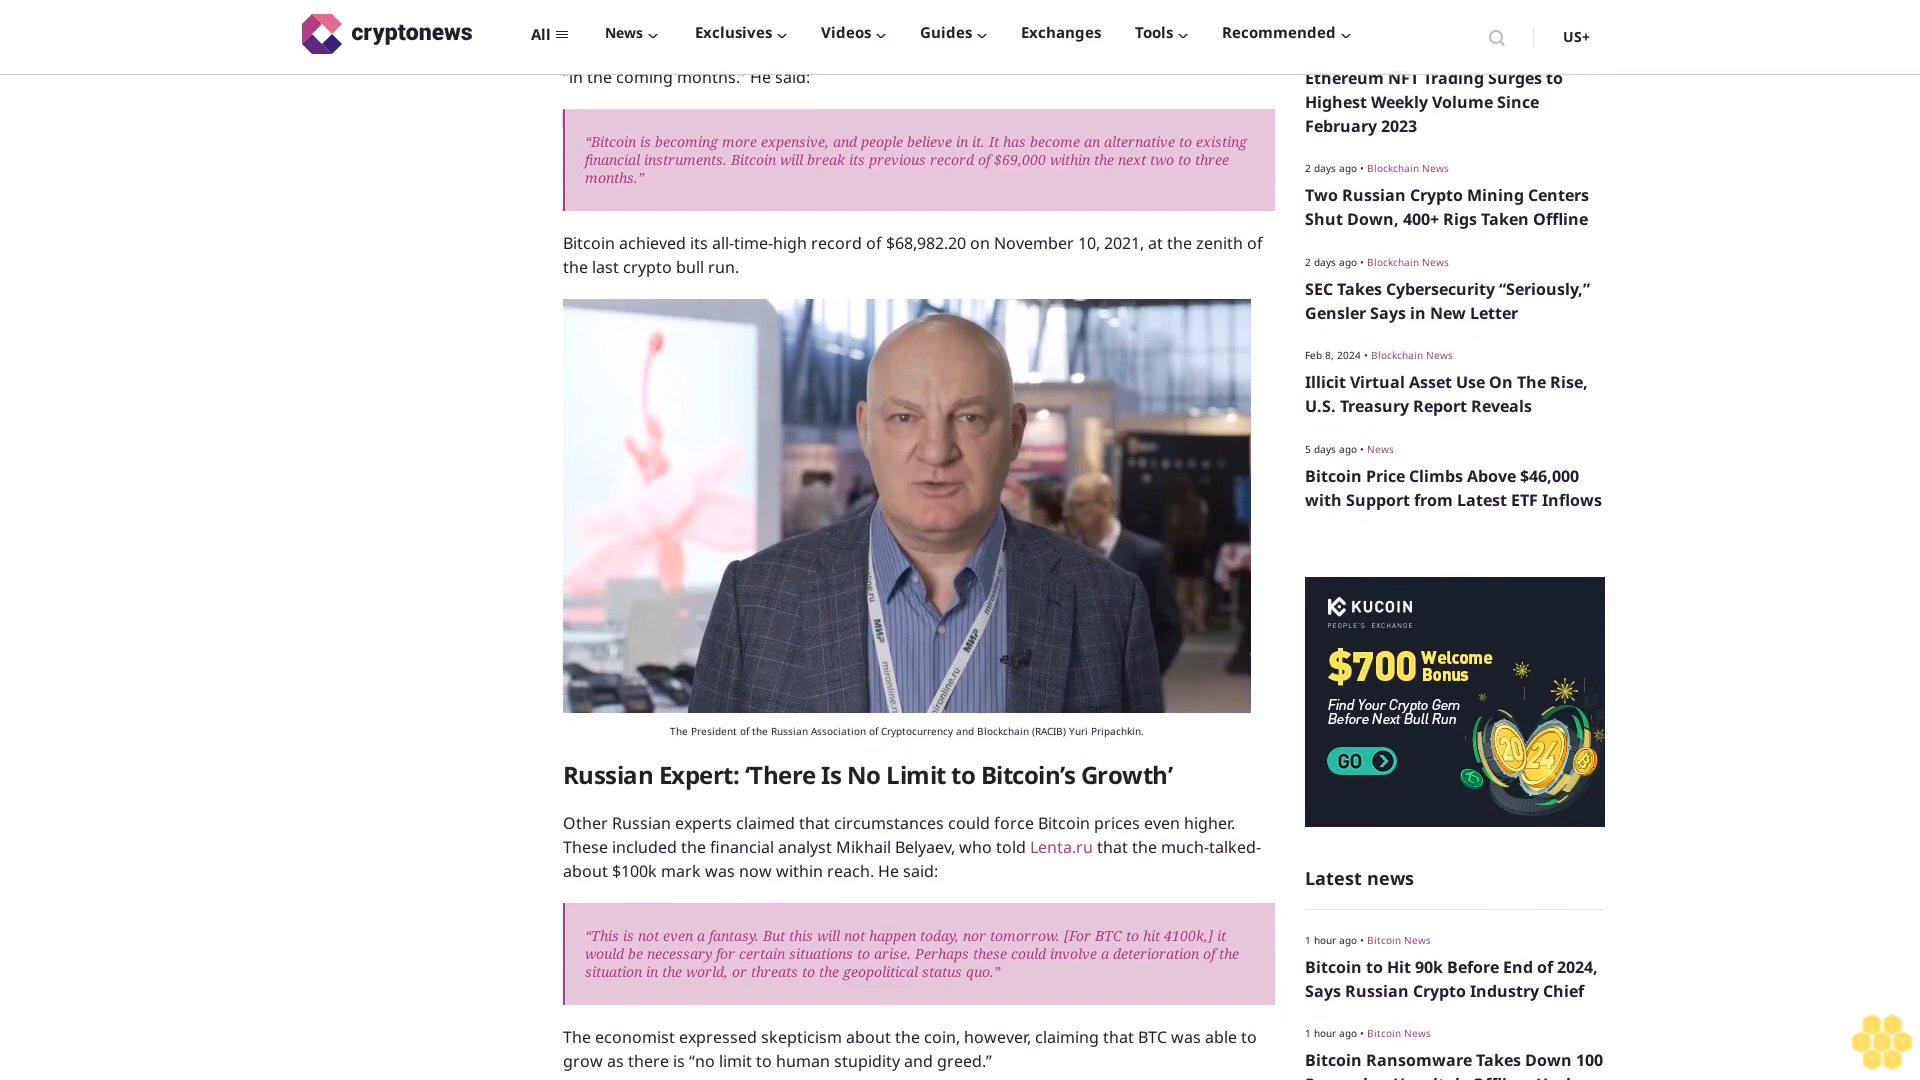 cryptonews
All
News
Exclusives
Videos
Guides
Exchanges
Tools
Recommended
US+
“in the coming months.” He said:
“Bitcoin is becoming more expensive, and people believe in it. It has become an alternative to existing
financial instruments. Bitcoin will break its previous record of $69,000 within the next two to three
months.”
Bitcoin achieved its all-time-high record of $68,982.20 on November 10, 2021, at the zenith of
the last crypto bull run.
mironline.ru
МИР
mironline.ru
mironline.ru
МИР
mironline.ru
The President of the Russian Association of Cryptocurrency and Blockchain (RACIB) Yuri Pripachkin.
Russian Expert: ‘There Is No Limit to Bitcoin’s Growth’
Other Russian experts claimed that circumstances could force Bitcoin prices even higher.
These included the financial analyst Mikhail Belyaev, who told Lenta.ru that the much-talked-
about $100k mark was now within reach. He said:
“This is not even a fantasy. But this will not happen today, nor tomorrow. [For BTC to hit 4100k,] it
would be necessary for certain situations to arise. Perhaps these could involve a deterioration of the
situation in the world, or threats to the geopolitical status quo.”
The economist expressed skepticism about the coin, however, claiming that BTC was able to
grow as there is “no limit to human stupidity and greed.”
Ethereum NFT Trading Surges to
Highest Weekly Volume Since
February 2023
2 days ago • Blockchain News
Two Russian Crypto Mining Centers
Shut Down, 400+ Rigs Taken Offline
2 days ago • Blockchain News
SEC Takes Cybersecurity “Seriously,”
Gensler Says in New Letter
Feb 8, 2024 • Blockchain News
Illicit Virtual Asset Use On The Rise,
U.S. Treasury Report Reveals
5 days ago • News
Bitcoin Price Climbs Above $46,000
with Support from Latest ETF Inflows
KUCOIN
PEOPLE'S EXCHANGE
$700 Welcome
Bonus
Find Your Crypto Gem
Before Next Bull Run
GO
20 24
Latest news
1 hour ago • Bitcoin News
Bitcoin to Hit 90k Before End of 2024,
Says Russian Crypto Industry Chief
1 hour ago • Bitcoin News
Bitcoin Ransomware Takes Down 100